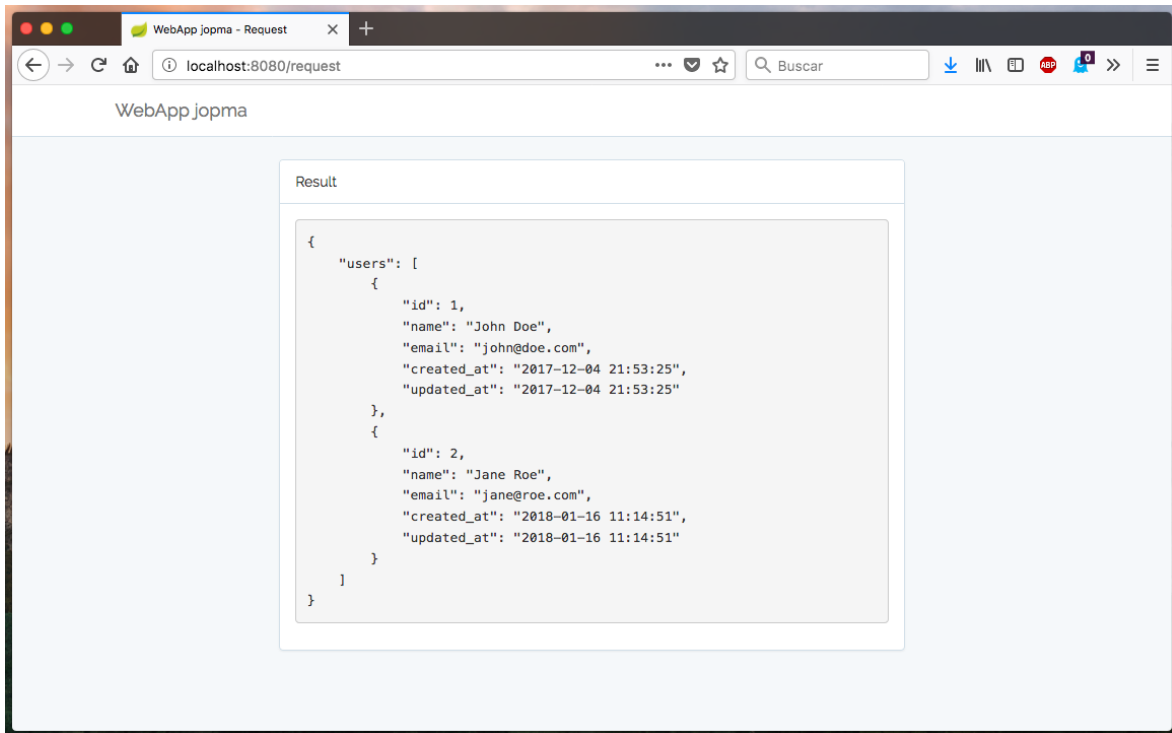 WebApp jopma - Request
localhost:8080/request
Buscar
ABP
0
WebApp jopma
Result
{
    "users": [
        {
            "id": 1,
            "name": "John Doe",
            "email": "john@doe.com",
            "created_at": "2017-12-04 21:53:25",
            "updated_at": "2017-12-04 21:53:25"
        },
        {
            "id": 2,
            "name": "Jane Roe",
            "email": "jane@roe.com",
            "created_at": "2018-01-16 11:14:51",
            "updated_at": "2018-01-16 11:14:51"
        }
    ]
}